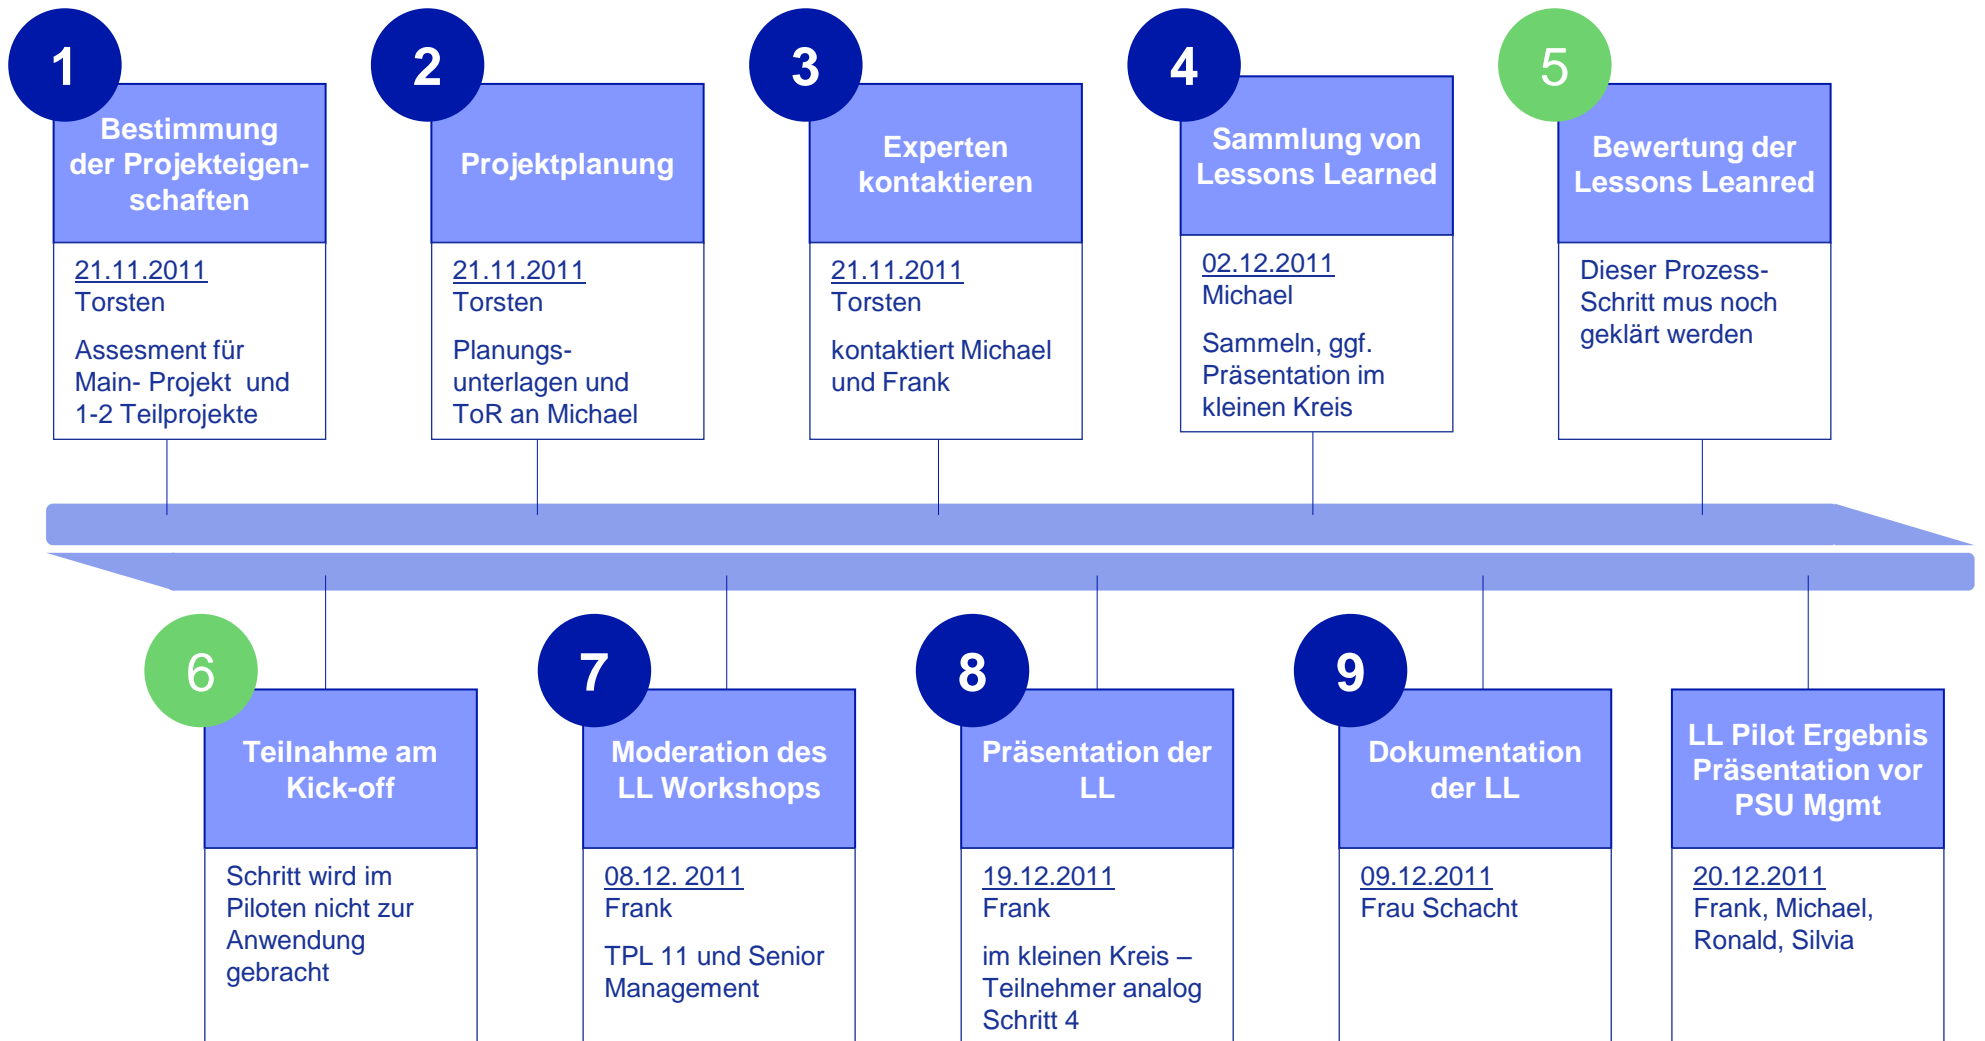 1
Bestimmung
der Projekteigen-
schaften
21.11.2011
Torsten
Assesment für
Main- Projekt und
1-2 Teilprojekte
2
Projektplanung
21.11.2011
Torsten
Planungs-
unterlagen und
ToR an Michael
3
Experten
kontaktieren
21.11.2011
Torsten
kontaktiert Michael
und Frank
4
Sammlung von
Lessons Learned
02.12.2011
Michael
Sammeln, ggf.
Präsentation im
kleinen Kreis
5
Bewertung der
Lessons Leanred
Dieser Prozess-
Schritt mus noch
geklärt werden
6
Teilnahme am
Kick-off
Schritt wird im
Piloten nicht zur
Anwendung
gebracht
7
Moderation des
LL Workshops
08.12. 2011
Frank
TPL 11 und Senior
Management
8
Präsentation der
LL
19.12.2011
Frank
im kleinen Kreis –
Teilnehmer analog
Schritt 4
9
Dokumentation
der LL
09.12.2011
Frau Schacht
LL Pilot Ergebnis
Präsentation vor
PSU Mgmt
20.12.2011
Frank, Michael,
Ronald, Silvia